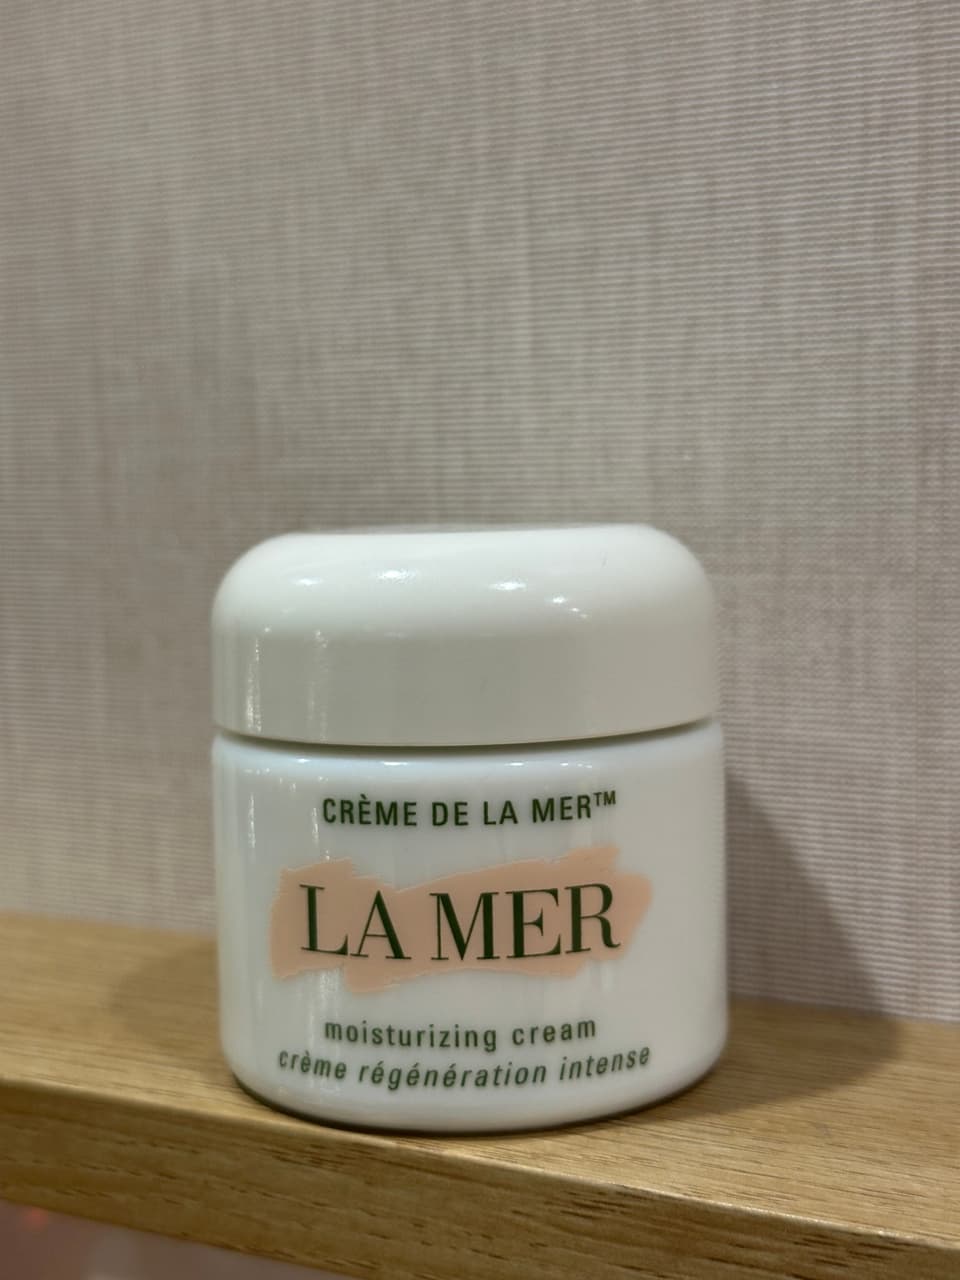 CRÈME DE LA MER™
LA MER
moisturizing cream
crème régénération intense